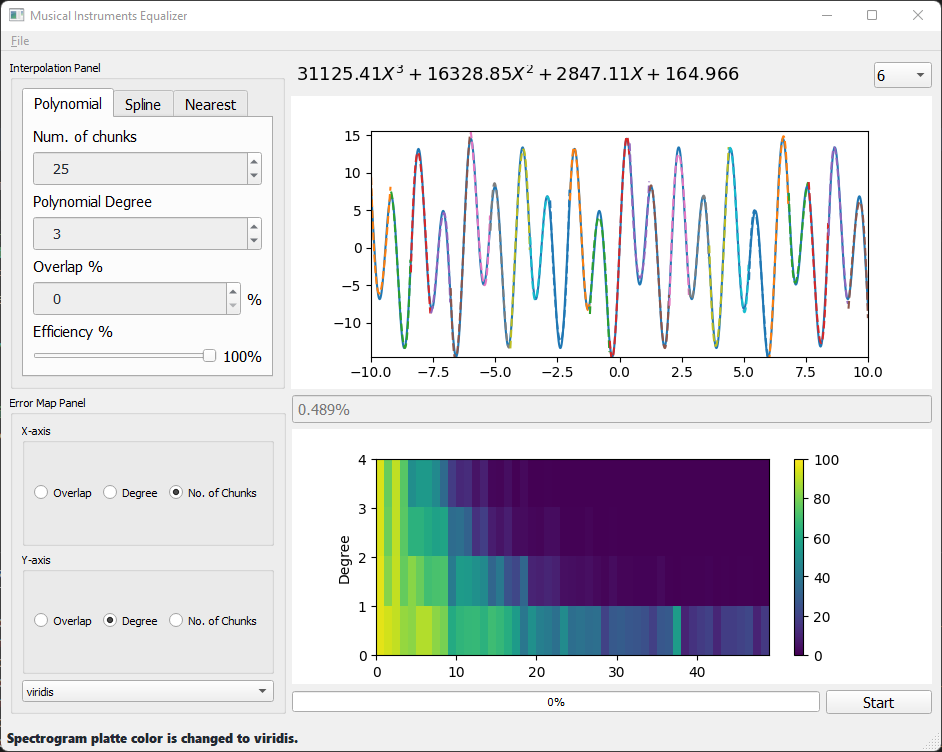 Musical Instruments Equalizer
File
Interpolation Panel
Polynomial Spline Nearest
Num. of chunks
25
Polynomial Degree
3
Overlap %
0 %
Efficiency %
100%
31125.41X³ + 16328.85X² + 2847.11X + 164.966
6
15
10
5
0
−5
−10
−10.0 −7.5 −5.0 −2.5 0.0 2.5 5.0 7.5 10.0
0.489%
Error Map Panel
X-axis
Overlap Degree No. of Chunks
Y-axis
Overlap Degree No. of Chunks
viridis
4
3
2
1
0
Degree
0 10 20 30 40
100
80
60
40
20
0
0%
Start
Spectrogram platte color is changed to viridis.